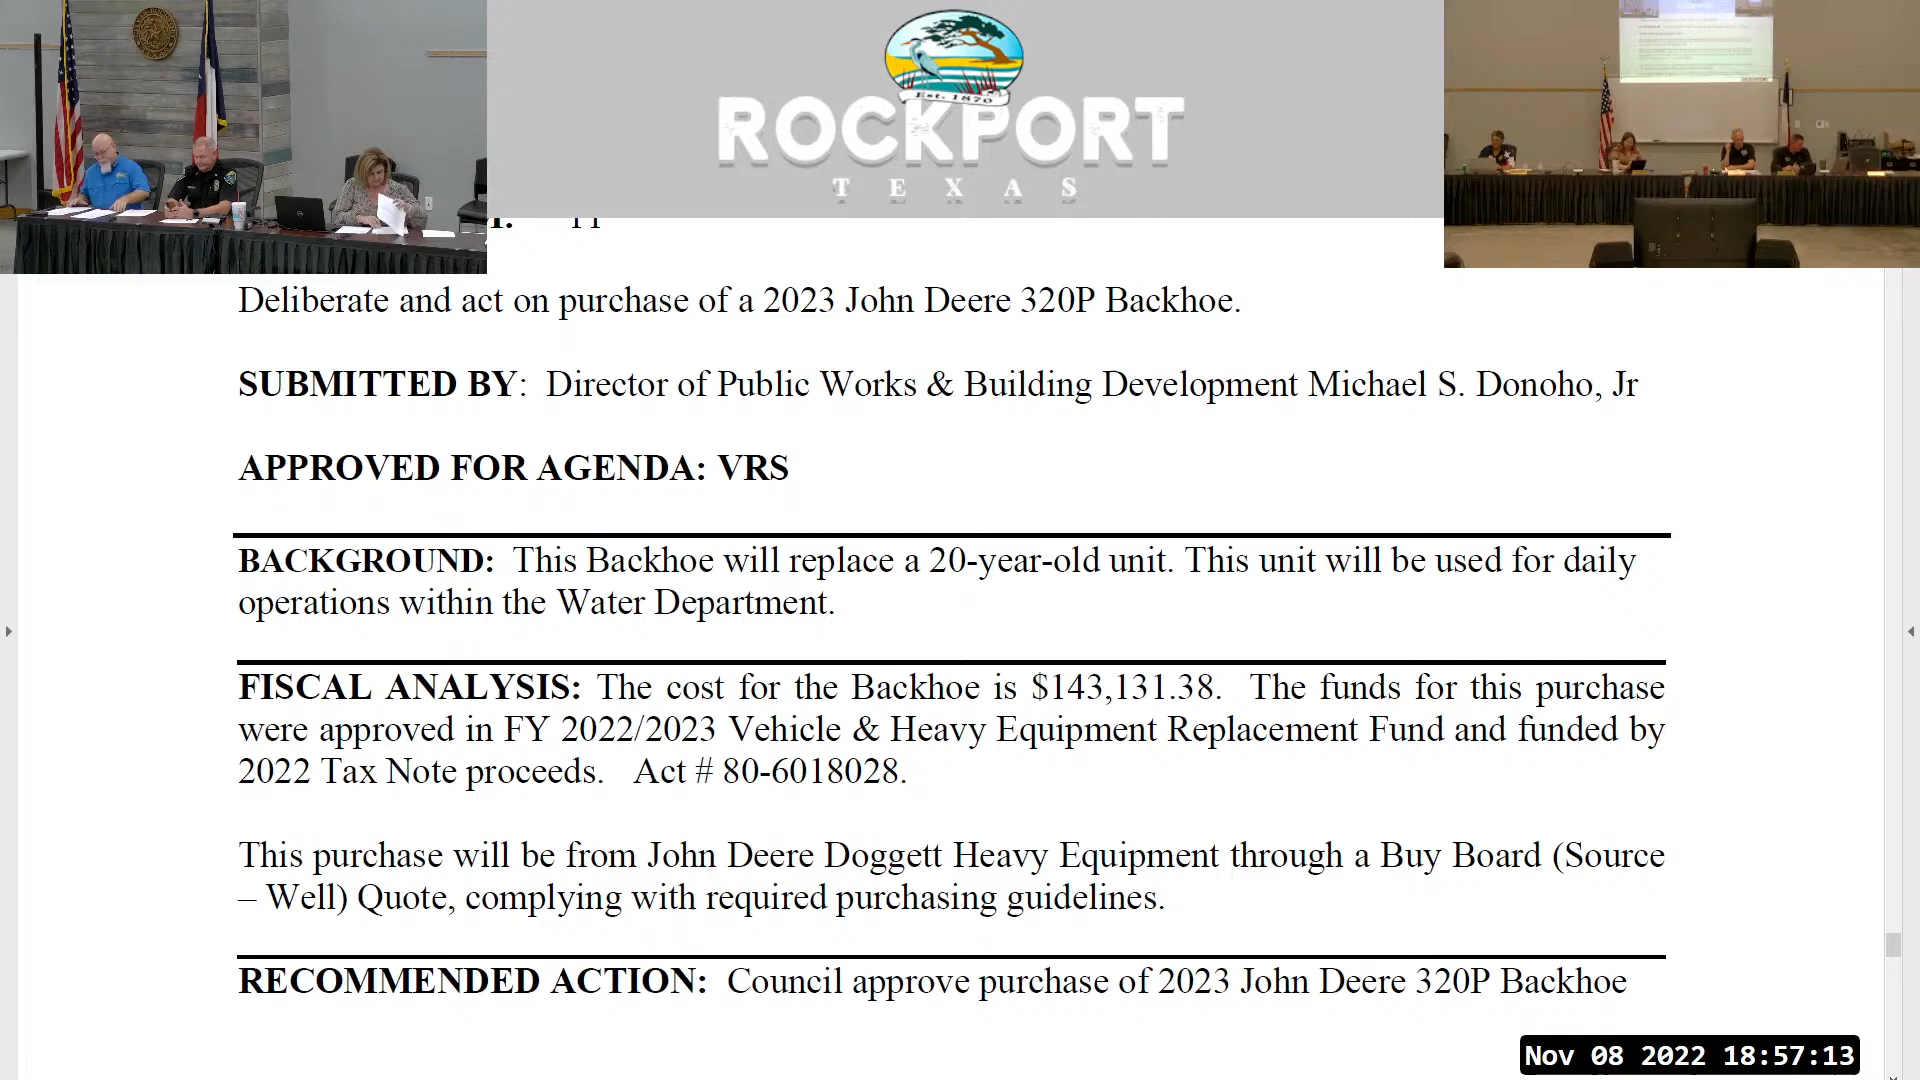 Est. 1870
ROCKPORT
TEXAS
Deliberate and act on purchase of a 2023 John Deere 320P Backhoe.
SUBMITTED BY: Director of Public Works & Building Development Michael S. Donoho, Jr
APPROVED FOR AGENDA: VRS
BACKGROUND: This Backhoe will replace a 20-year-old unit. This unit will be used for daily
operations within the Water Department.
FISCAL ANALYSIS: The cost for the Backhoe is $143,131.38. The funds for this purchase
were approved in FY 2022/2023 Vehicle & Heavy Equipment Replacement Fund and funded by
2022 Tax Note proceeds. Act # 80-6018028.
This purchase will be from John Deere Doggett Heavy Equipment through a Buy Board (Source
– Well) Quote, complying with required purchasing guidelines.
RECOMMENDED ACTION: Council approve purchase of 2023 John Deere 320P Backhoe
Nov 08 2022 18:57:13